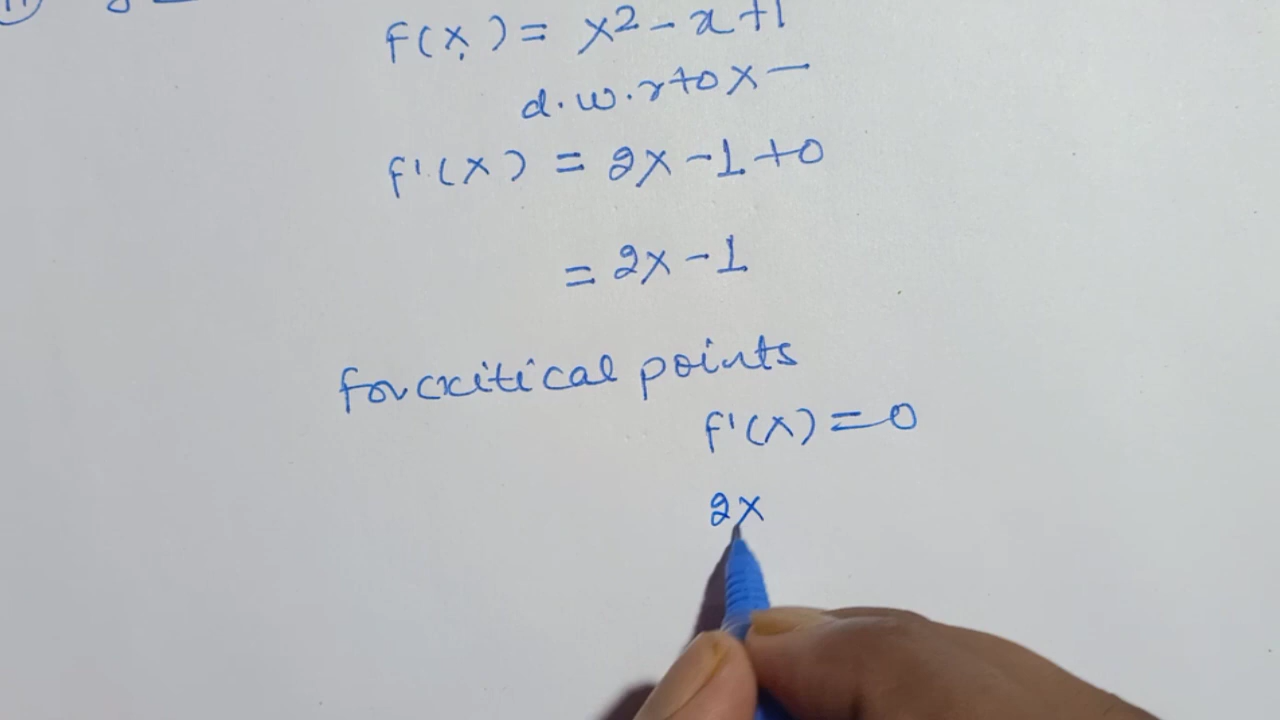 f(x) = x2 - x + 1
d.w.r to x -
f'(x) = 2x - 1 + 0
= 2x - 1
for critical points
f'(x) = 0
2x